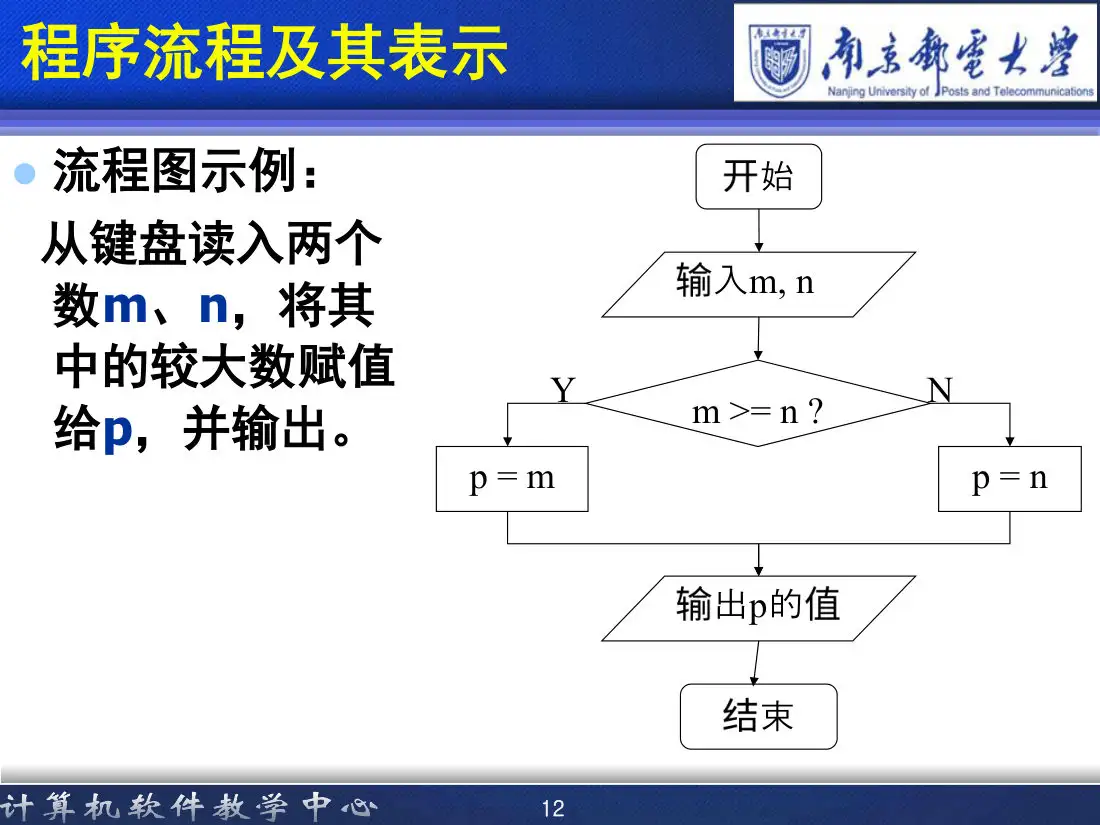 程序流程及其表示
南京邮電大学
Nanjing University of Posts and Telecommunications
流程图示例：
从键盘读入两个
数m、n，将其
中的较大数赋值
给p，并输出。
开始
输入m, n
Y
N
m >= n ?
p = m
p = n
输出p的值
结束
计算机软件教学中心
12